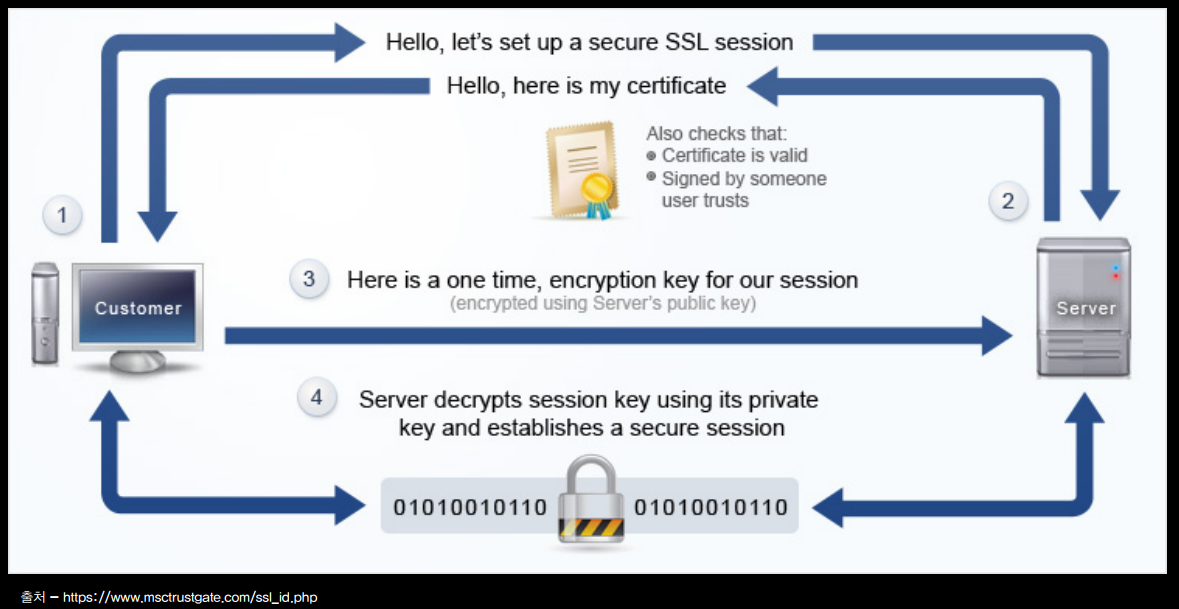 Hello, let's set up a secure SSL session
Hello, here is my certificate
Also checks that:
Certificate is valid
Signed by someone
user trusts
1
2
3
Here is a one time, encryption key for our session
(encrypted using Server's public key)
Customer
Server
4
Server decrypts session key using its private
key and establishes a secure session
01010010110
01010010110
출처 – https://www.msctrustgate.com/ssl_id.php